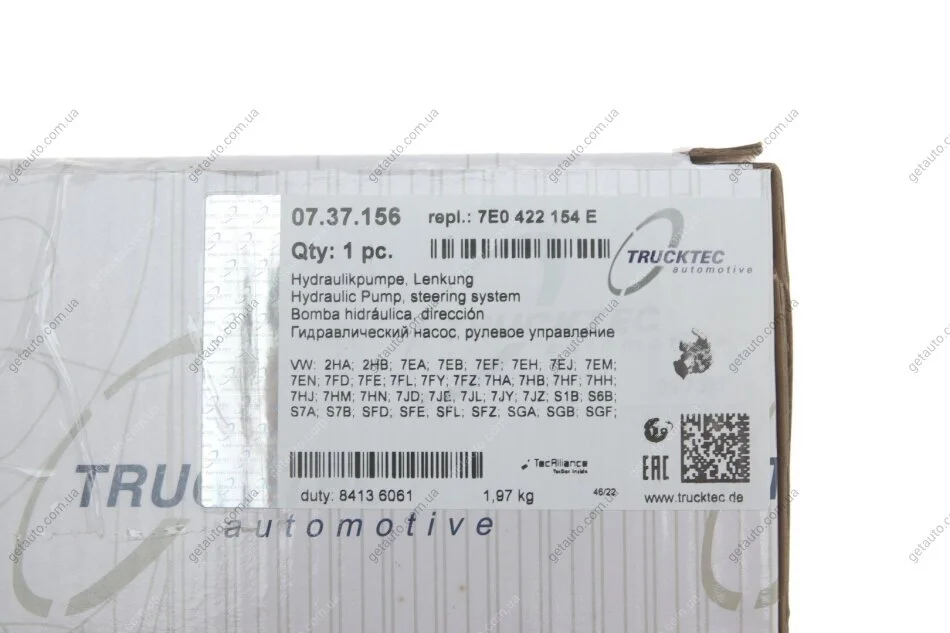 07.37.156 repl.: 7E0 422 154 E
Qty: 1 pc.
TRUCKTEC
automotive
Hydraulikpumpe, Lenkung
Hydraulic Pump, steering system
Bomba hidráulica, dirección
Гидравлический насос, рулевое управление
VW: 2HA; 2HB; 7EA; 7EB; 7EF; 7EH; 7EJ; 7EM;
7EN; 7FD; 7FE; 7FL; 7FY; 7FZ; 7HA; 7HB; 7HF; 7HH;
7HJ; 7HM; 7HN; 7JD; 7JE; 7JL; 7JY; 7JZ; S1B; S6B;
S7A; S7B; SFD; SFE; SFL; SFZ; SGA; SGB; SGF;
TecAlliance
TecDoc Inside
EAC
duty: 8413 6061 1,97 kg 46/22 www.trucktec.de
TRU
automotive
getauto.com.ua